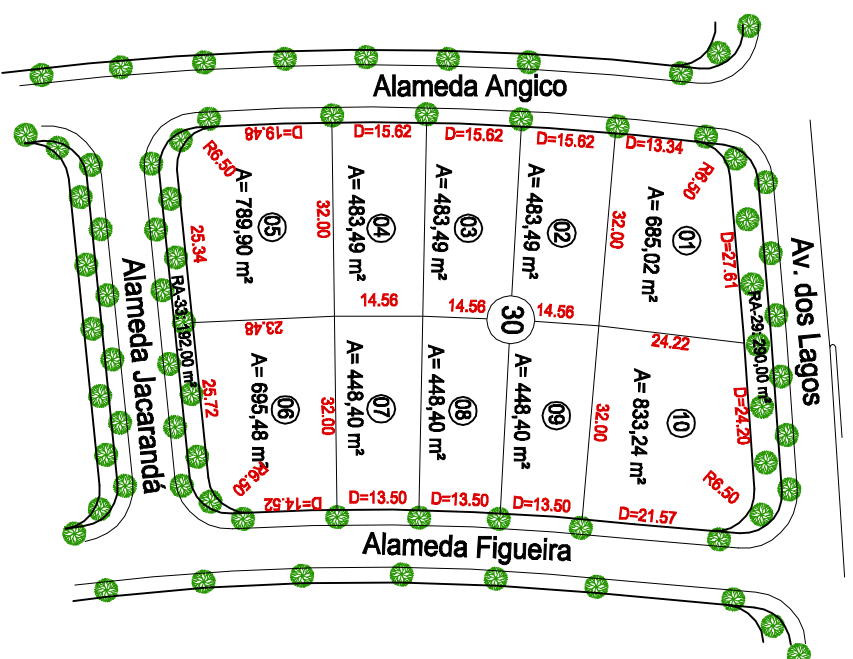 Alameda Angico
D=19.48
D=15.62
D=15.62
D=15.62
D=13.34
R6.50
R6.50
A= 789,90 m²
05
32.00
A= 483,49 m²
04
A= 483,49 m²
03
A= 483,49 m²
02
32.00
A= 685,02 m²
01
D=27.61
25.34
Av. dos Lagos
Alameda Jacarandá
RA-33: 192,00 m²
RA-29: 290,00 m²
14.56
14.56
14.56
30
23.48
24.22
25.72
A= 695,48 m²
06
32.00
A= 448,40 m²
07
A= 448,40 m²
08
A= 448,40 m²
09
32.00
A= 833,24 m²
10
D=24.20
R6.50
R6.50
D=14.52
D=13.50
D=13.50
D=13.50
D=21.57
Alameda Figueira